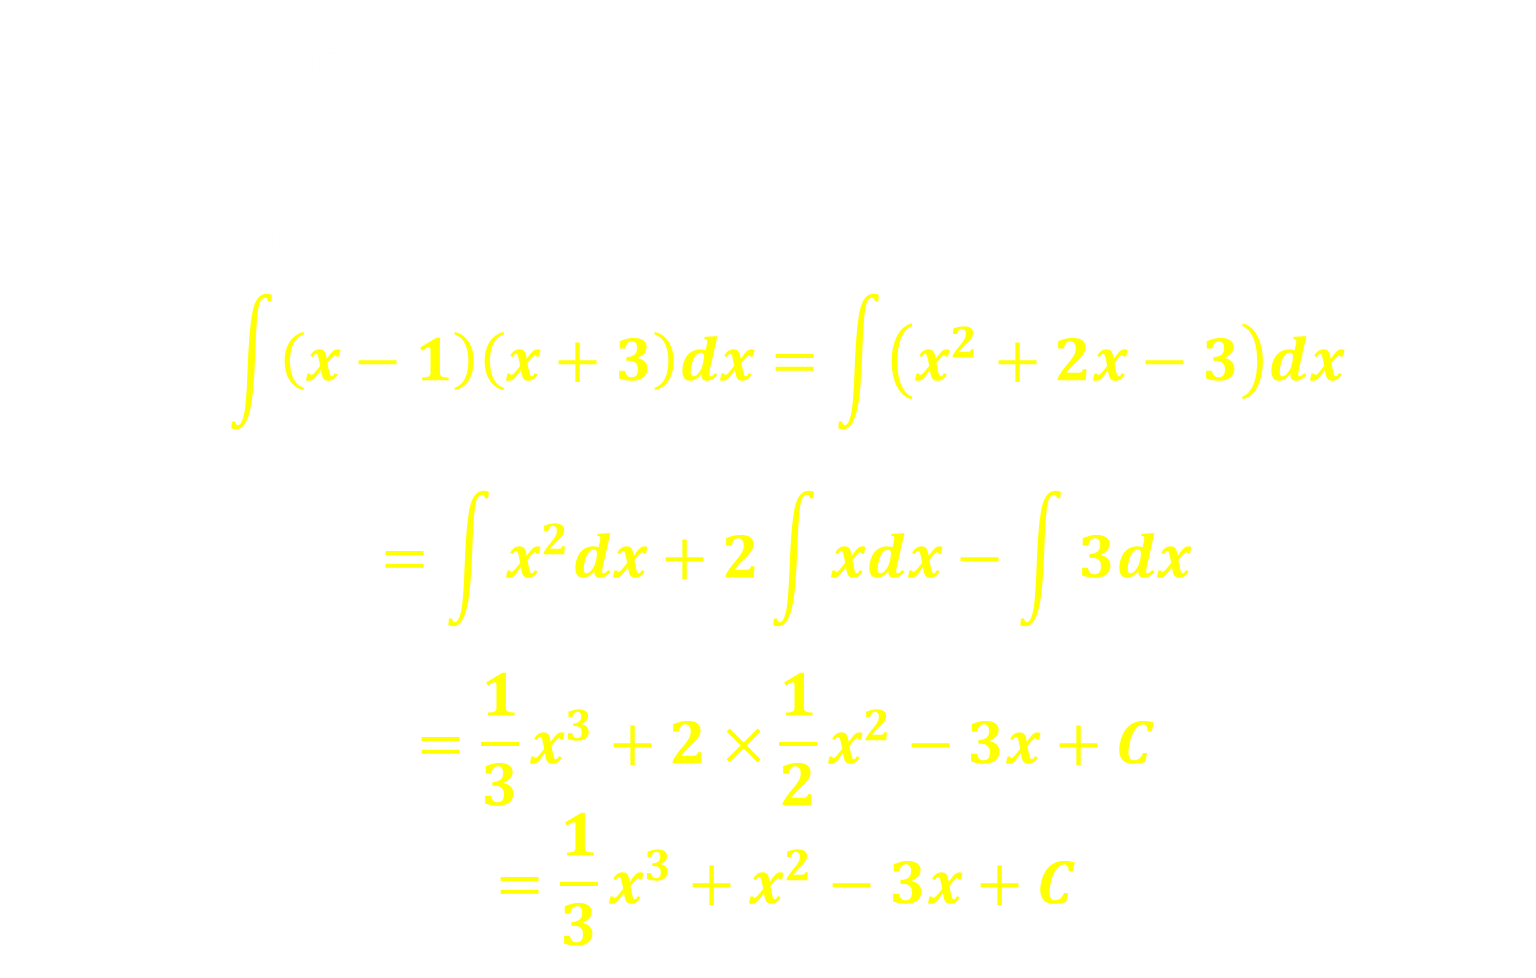 ∫(x − 1)(x + 3)dx = ∫(x² + 2x − 3)dx
= ∫x²dx + 2∫xdx − ∫3dx
= 1/3 x³ + 2 × 1/2 x² − 3x + C
= 1/3 x³ + x² − 3x + C